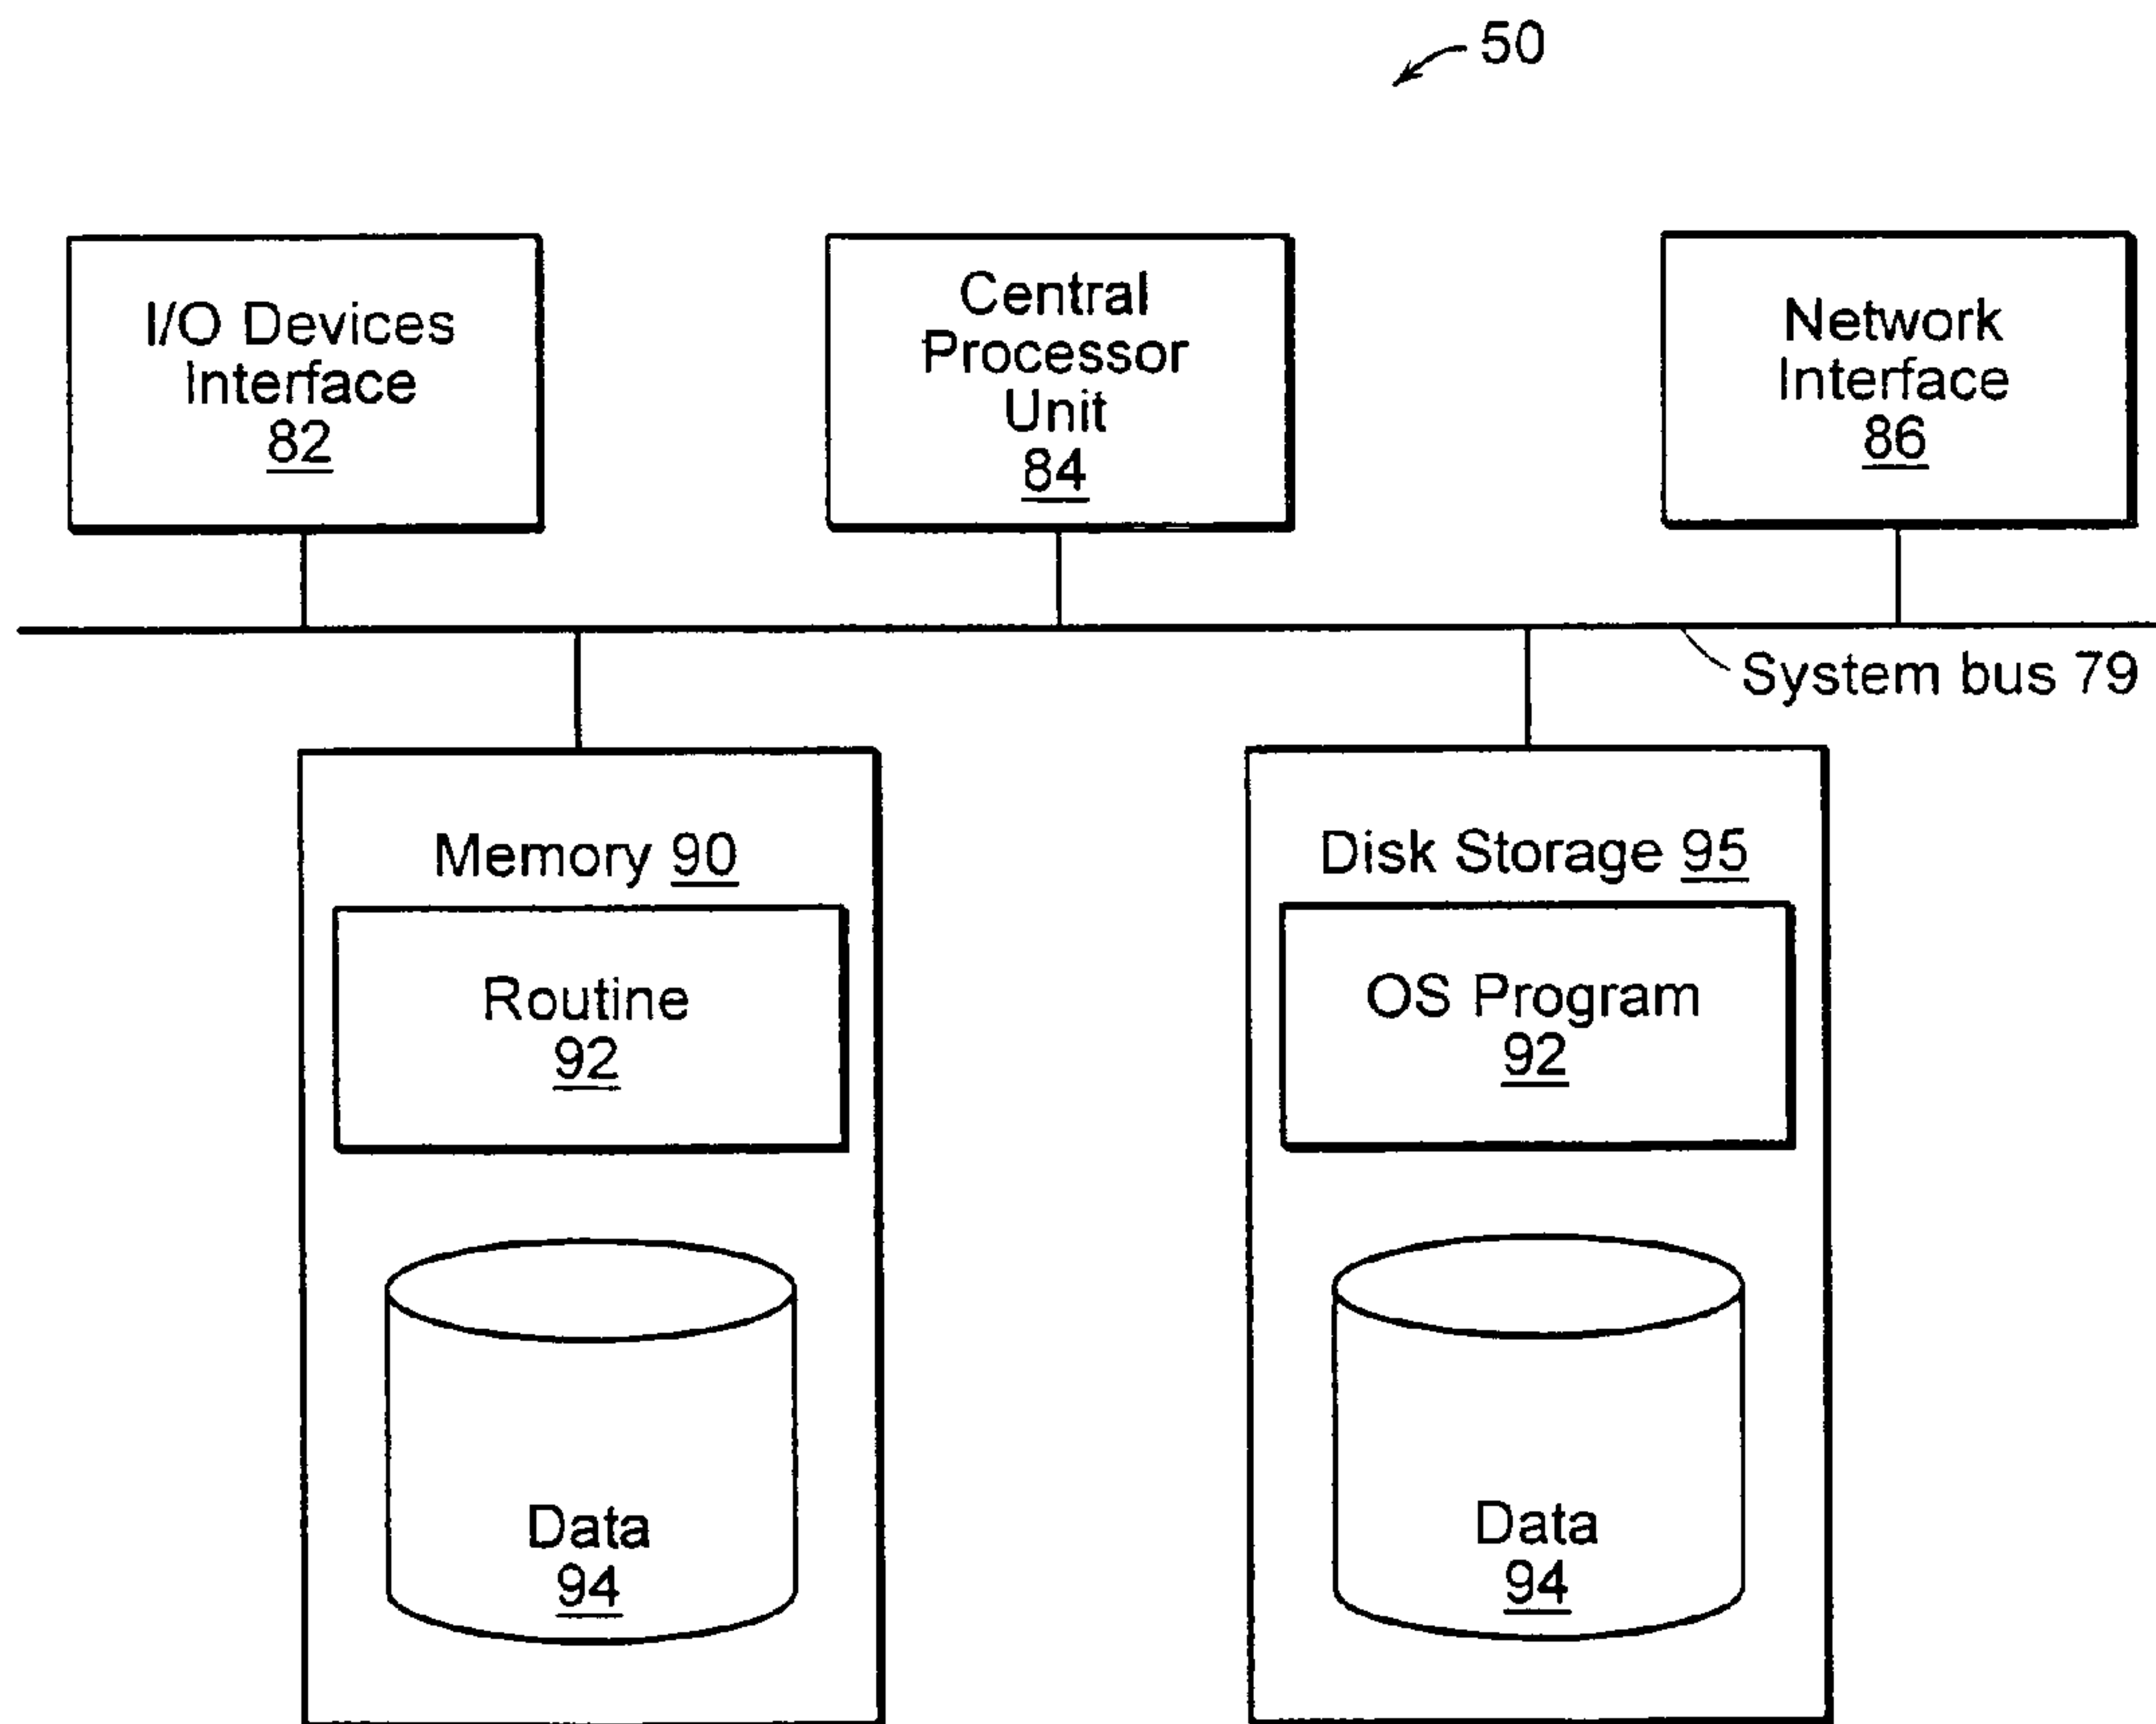 50
I/O Devices
Interface
82
Central
Processor
Unit
84
Network
Interface
86
System bus 79
Memory 90
Routine
92
Data
94
Disk Storage 95
OS Program
92
Data
94